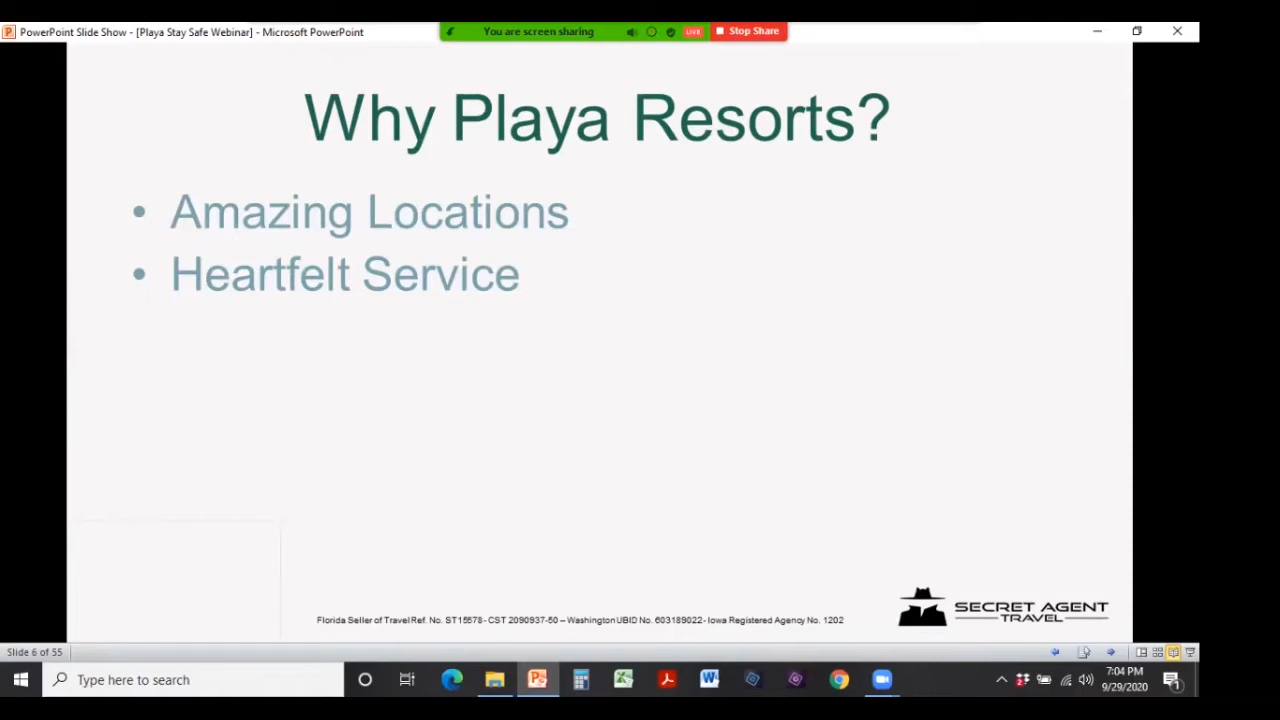 PowerPoint Slide Show - [Playa Stay Safe Webinar] - Microsoft PowerPoint
You are screen sharing
LIVE
Stop Share
Why Playa Resorts?
• Amazing Locations
• Heartfelt Service
Florida Seller of Travel Ref. No. ST15578- CST 2090937-50 – Washington UBID No. 603189022- Iowa Registered Agency No. 1202
SECRET AGENT
TRAVEL
Slide 6 of 55
Type here to search
7:04 PM
9/29/2020